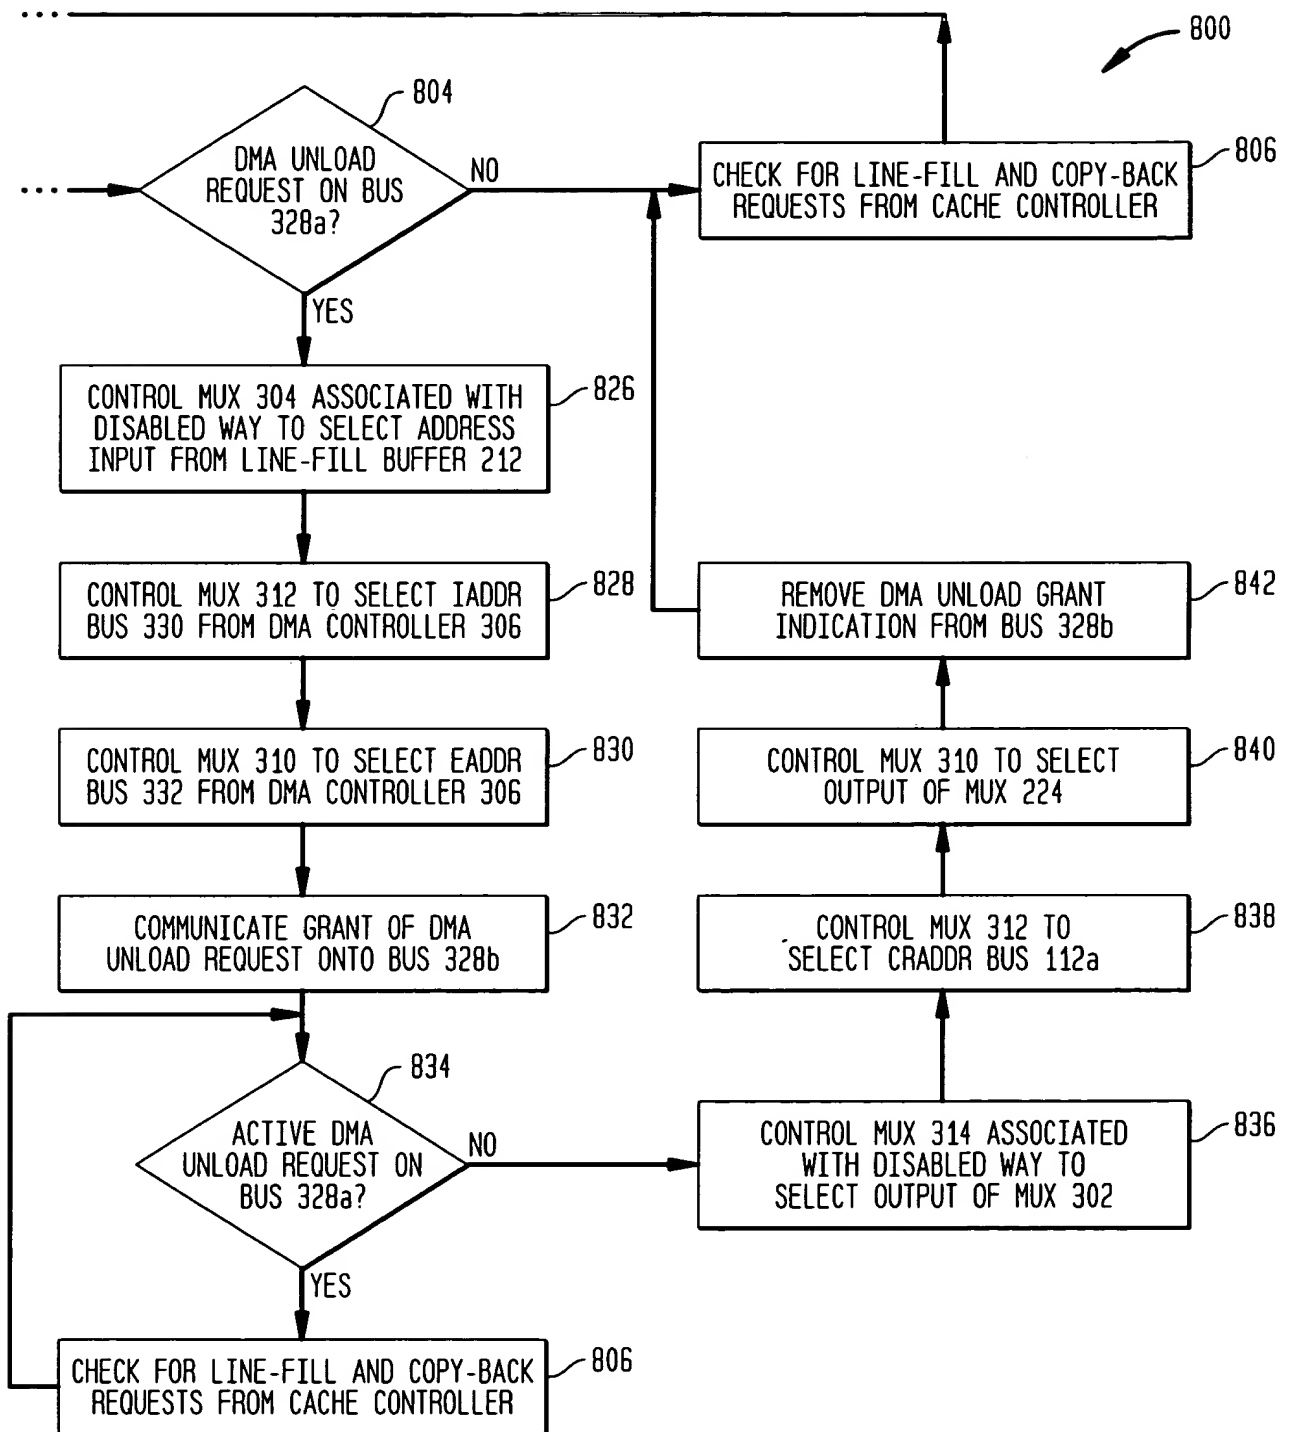 800
804
DMA UNLOAD
REQUEST ON BUS
328a?
NO
YES
CHECK FOR LINE-FILL AND COPY-BACK
REQUESTS FROM CACHE CONTROLLER
806
CONTROL MUX 304 ASSOCIATED WITH
DISABLED WAY TO SELECT ADDRESS
INPUT FROM LINE-FILL BUFFER 212
826
CONTROL MUX 312 TO SELECT IADDR
BUS 330 FROM DMA CONTROLLER 306
828
CONTROL MUX 310 TO SELECT EADDR
BUS 332 FROM DMA CONTROLLER 306
830
COMMUNICATE GRANT OF DMA
UNLOAD REQUEST ONTO BUS 328b
832
834
ACTIVE DMA
UNLOAD REQUEST ON
BUS 328a?
NO
YES
CHECK FOR LINE-FILL AND COPY-BACK
REQUESTS FROM CACHE CONTROLLER
806
CONTROL MUX 314 ASSOCIATED
WITH DISABLED WAY TO
SELECT OUTPUT OF MUX 302
836
CONTROL MUX 312 TO
SELECT CRADDR BUS 112a
838
CONTROL MUX 310 TO SELECT
OUTPUT OF MUX 224
840
REMOVE DMA UNLOAD GRANT
INDICATION FROM BUS 328b
842